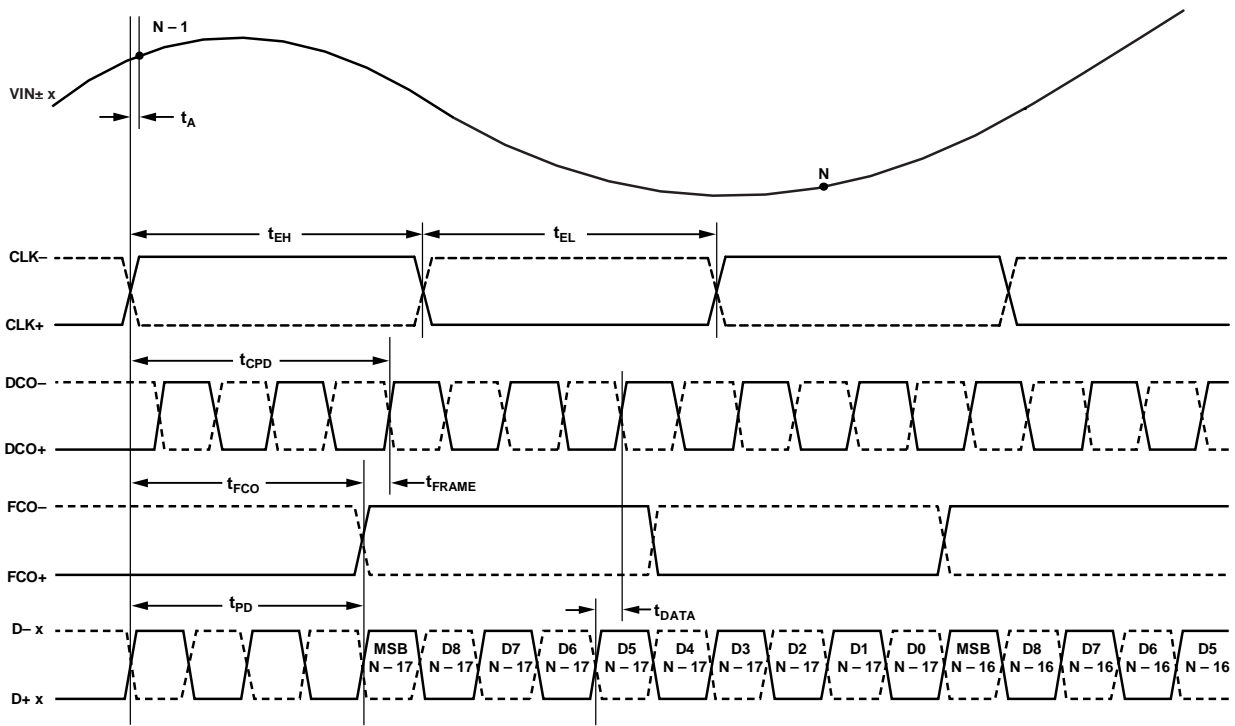 N – 1
VIN± x
tA
N
tEH
tEL
CLK–
CLK+
tCPD
DCO–
DCO+
tFCO
tFRAME
FCO–
FCO+
tPD
tDATA
D– x
MSB D8 D7 D6 D5 D4 D3 D2 D1 D0 MSB D8 D7 D6 D5
N – 17 N – 17 N – 17 N – 17 N – 17 N – 17 N – 17 N – 17 N – 17 N – 17 N – 16 N – 16 N – 16 N – 16 N – 16
D+ x